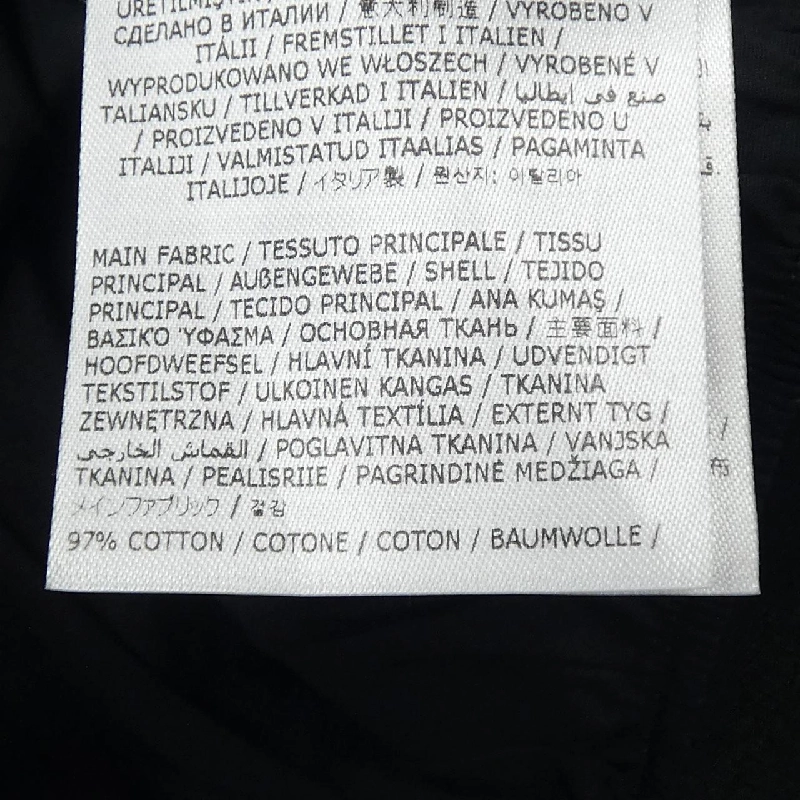 ÜRETİLMİŞTİR
СДЕЛАНО В ИТАЛИИ / 意大利制造 / VYROBENO V
ITÁLII / FREMSTILLET I ITALIEN /
WYPRODUKOWANO WE WŁOSZECH / VYROBENÉ V
TALIANSKU / TILLVERKAD I ITALIEN / صنع في ايطاليا
/ PROIZVEDENO V ITALIJI / PROIZVEDENO U
ITALIJI / VALMISTATUD ITAALIAS / PAGAMINTA
ITALIJOJE / イタリア製 / 원산지: 이탈리아
MAIN FABRIC / TESSUTO PRINCIPALE / TISSU
PRINCIPAL / AUßENGEWEBE / SHELL / TEJIDO
PRINCIPAL / TECIDO PRINCIPAL / ANA KUMAŞ /
ΒΑΣΙΚΌ ΎΦΑΣΜΑ / ОСНОВНАЯ ТКАНЬ / 主要面料 /
HOOFDWEEFSEL / HLAVNÍ TKANINA / UDVENDIGT
TEKSTILSTOF / ULKOINEN KANGAS / TKANINA
ZEWNĘTRZNA / HLAVNÁ TEXTÍLIA / EXTERNT TYG /
القماش الخارجي / POGLAVITNA TKANINA / VANJSKA
TKANINA / PEALISRIIE / PAGRINDINĖ MEDŽIAGA /
メインファブリック / 겉감
97% COTTON / COTONE / COTON / BAUMWOLLE /
布